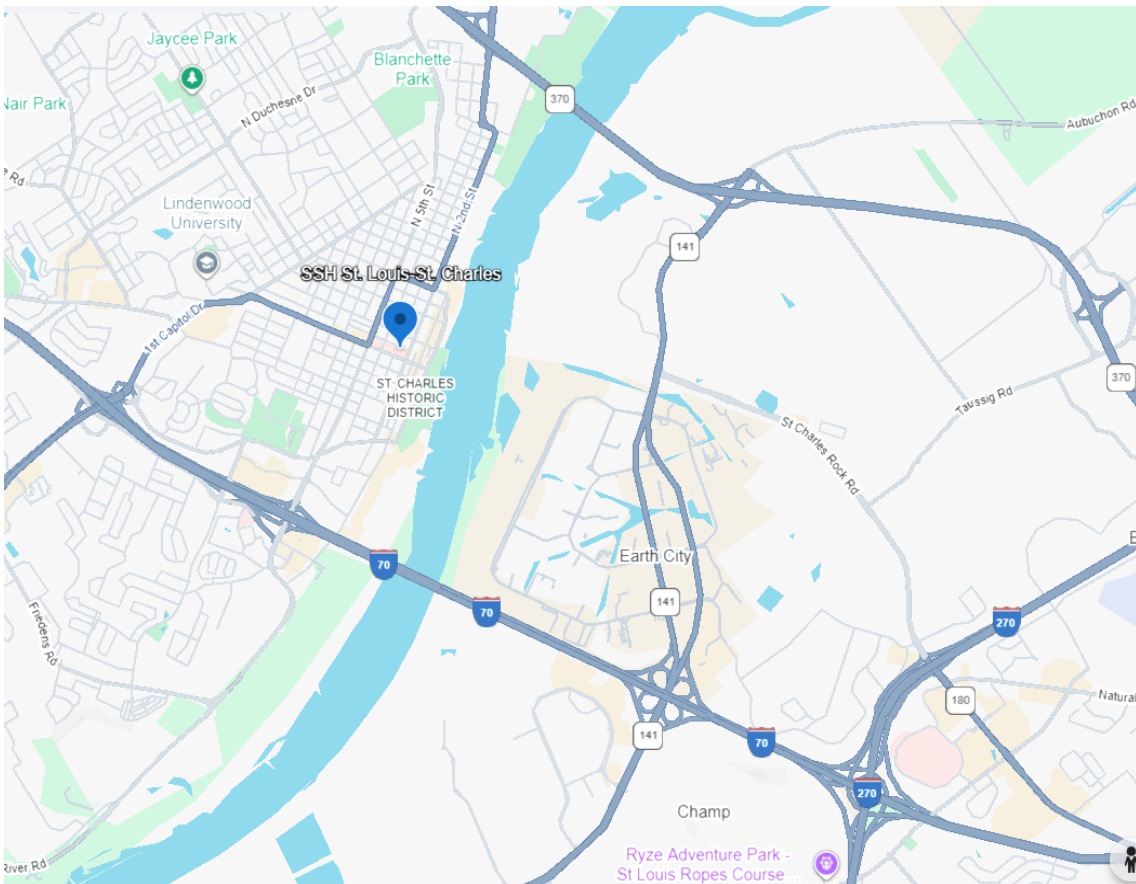 Jaycee Park
Blanchette
Park
Nair Park
N Duchesne Dr
370
Aubuchon Rd
Lindenwood
University
N 5th St
N 2nd St
141
SSH St. Louis-St. Charles
1st Capitol Dr
ST. CHARLES
HISTORIC
DISTRICT
370
Taussig Rd
St Charles Rock Rd
Earth City
70
70
141
270
Friedens Rd
180
Natural
141
70
270
Champ
River Rd
Ryze Adventure Park -
St Louis Ropes Course...